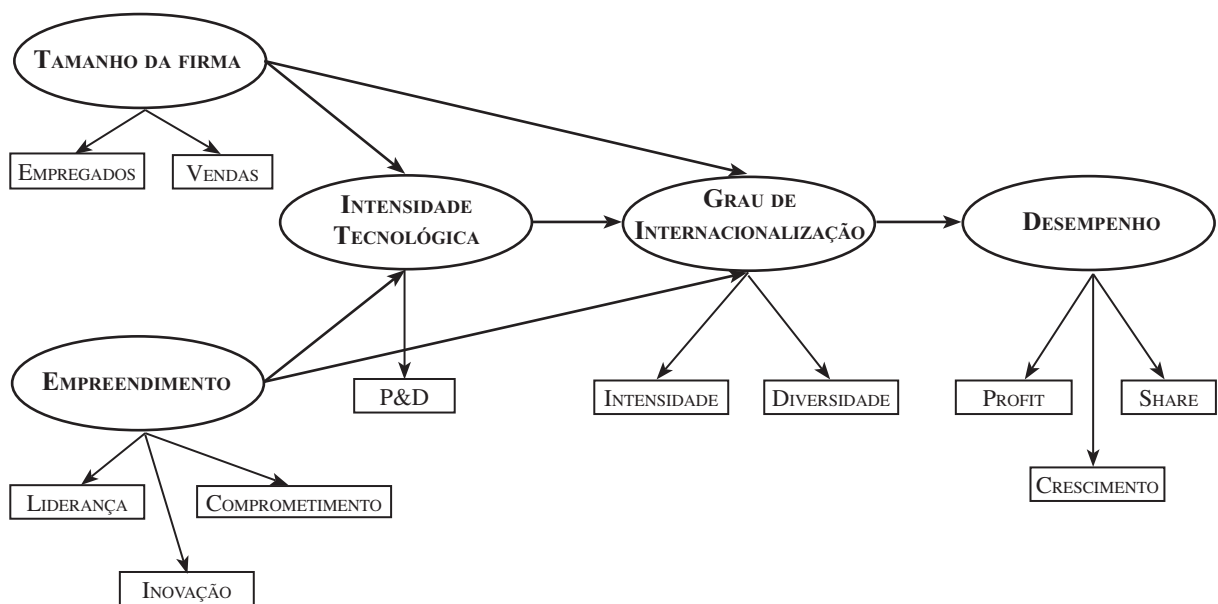 TAMANHO DA FIRMA
EMPREGADOS
VENDAS
INTENSIDADE
TECNOLÓGICA
GRAU DE
INTERNACIONALIZAÇÃO
DESEMPENHO
EMPREENDIMENTO
P&D
INTENSIDADE
DIVERSIDADE
PROFIT
SHARE
LIDERANÇA
COMPROMETIMENTO
CRESCIMENTO
INOVAÇÃO